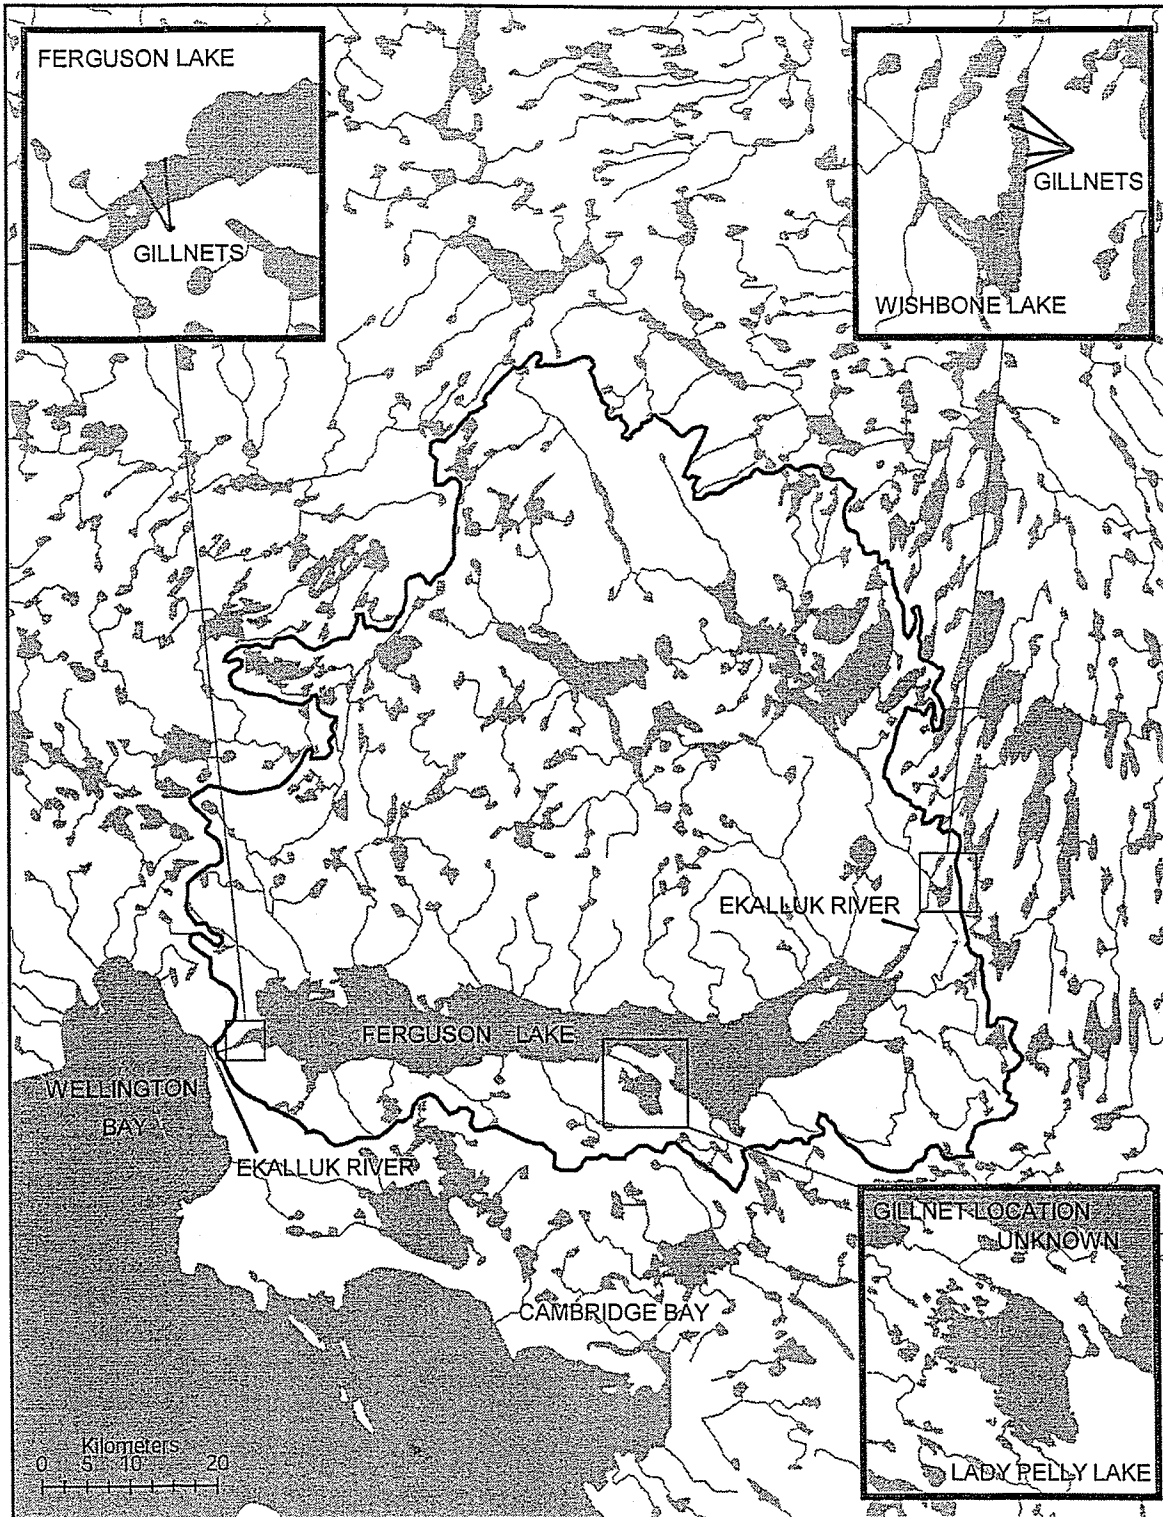 FERGUSON LAKE
GILLNETS
GILLNETS
WISHBONE LAKE
EKALLUK RIVER
FERGUSON LAKE
WELLINGTON
BAY
EKALLUK RIVER
GILLNET LOCATION
UNKNOWN
CAMBRIDGE BAY
LADY PELLY LAKE
Kilometers
0 5 10 20